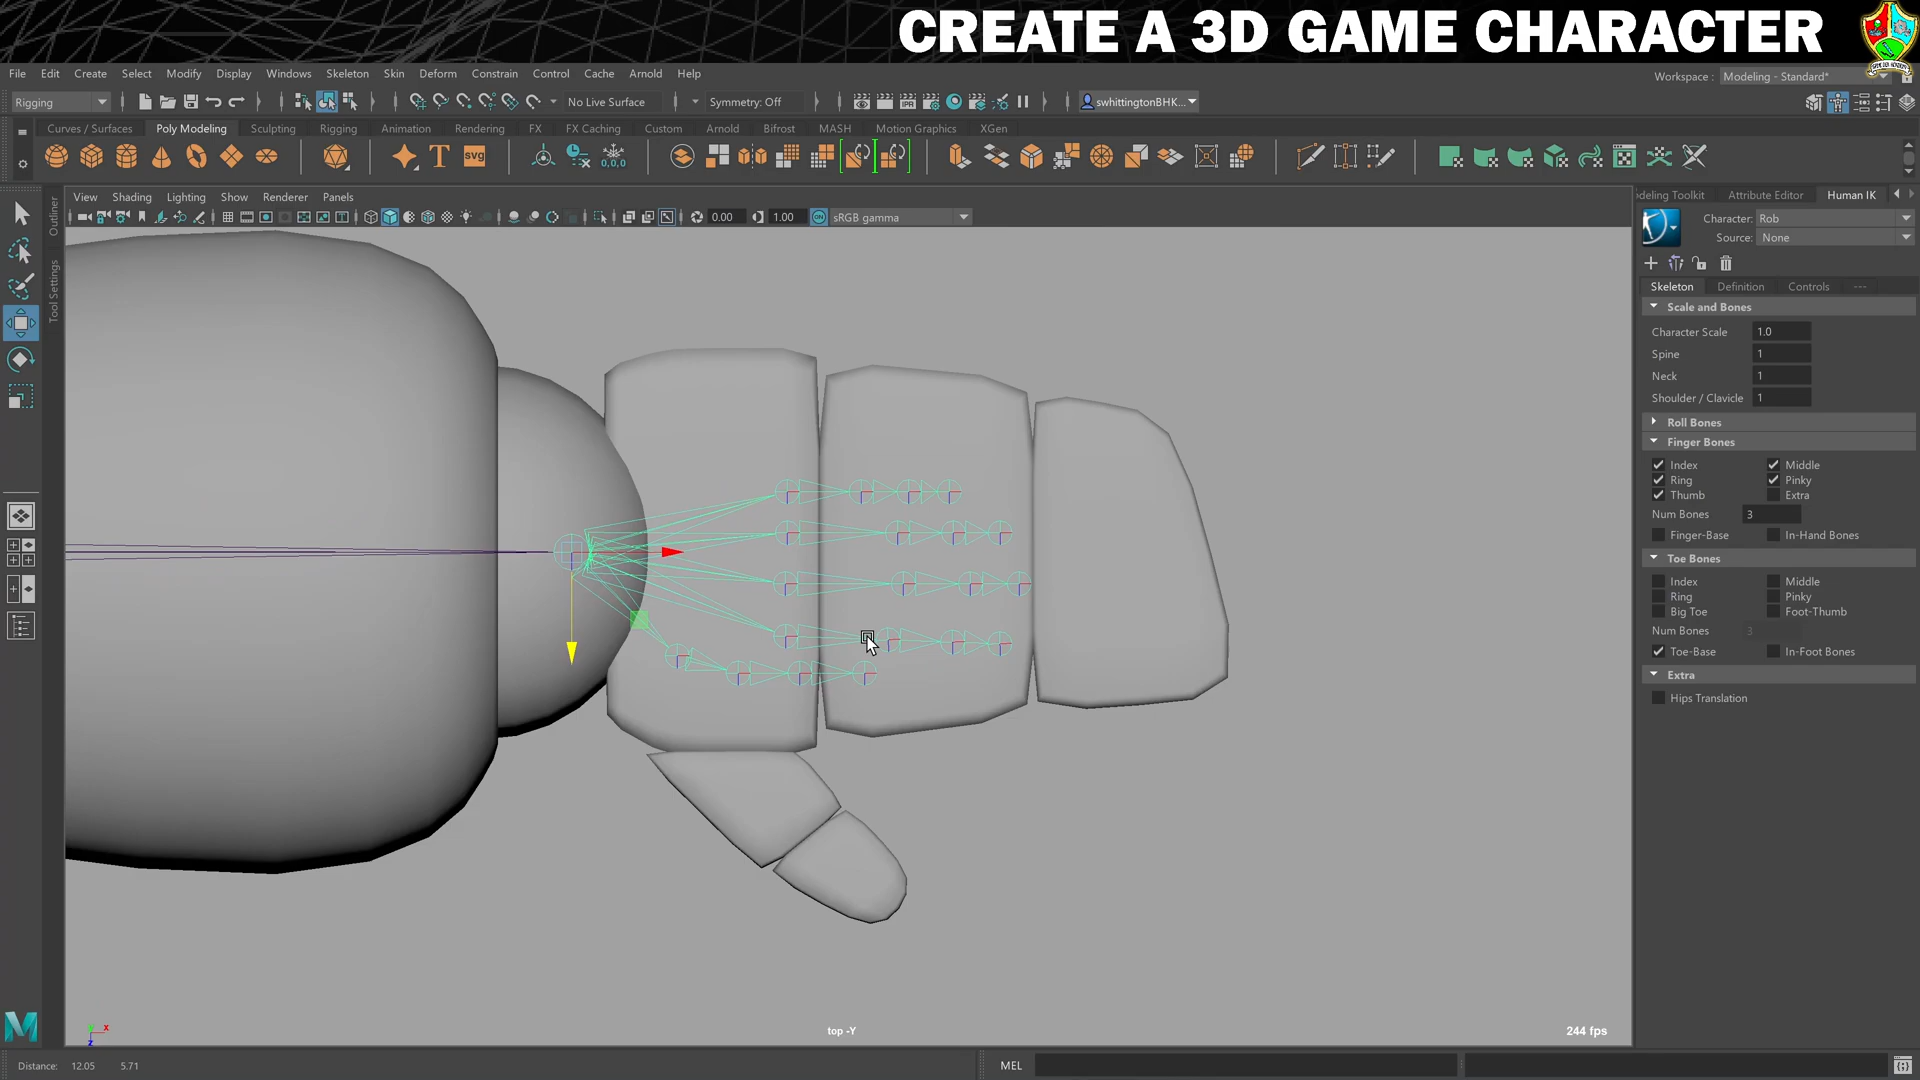 CREATE A 3D GAME CHARACTER
File Edit Create Select Modify Display Windows Skeleton Skin Deform Constrain Control Cache Arnold Help
Workspace : Modeling - Standard*
Rigging No Live Surface Symmetry: Off swhittingtonBHK...
Curves / Surfaces Poly Modeling Sculpting Rigging Animation Rendering FX FX Caching Custom Arnold Bifrost MASH Motion Graphics XGen
T svg 0,0,0
View Shading Lighting Show Renderer Panels
0.00 1.00 sRGB gamma
Outliner
Tool Settings
deling Toolkit Attribute Editor Human IK
Character: Rob
Source: None
Skeleton Definition Controls ---
Scale and Bones
Character Scale 1.0
Spine 1
Neck 1
Shoulder / Clavicle 1
Roll Bones
Finger Bones
Index Middle
Ring Pinky
Thumb Extra
Num Bones 3
Finger-Base In-Hand Bones
Toe Bones
Index Middle
Ring Pinky
Big Toe Foot-Thumb
Num Bones 3
Toe-Base In-Foot Bones
Extra
Hips Translation
x
z
top -Y
244 fps
Distance: 12.05 5.71
MEL